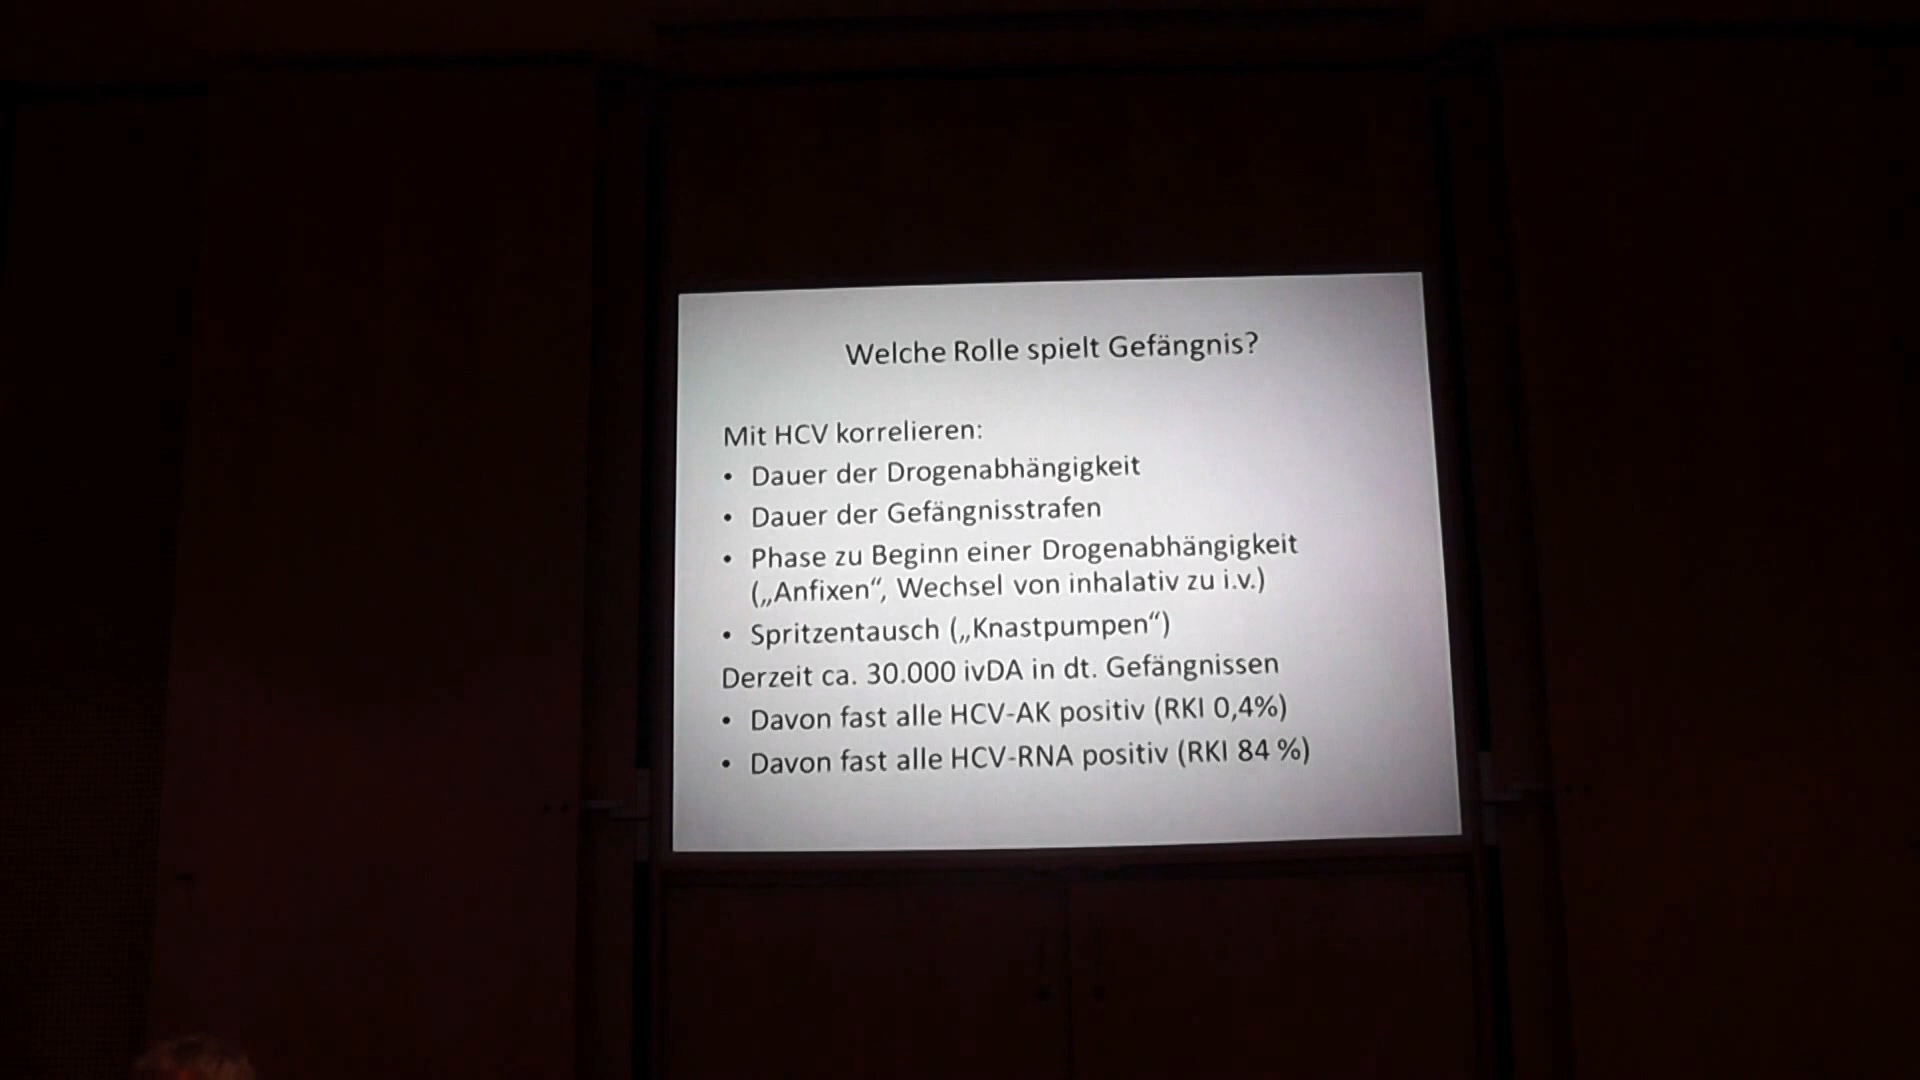 Welche Rolle spielt Gefängnis?
Mit HCV korrelieren:
• Dauer der Drogenabhängigkeit
• Dauer der Gefängnisstrafen
• Phase zu Beginn einer Drogenabhängigkeit
(„Anfixen“, Wechsel von inhalativ zu i.v.)
• Spritzentausch („Knastpumpen“)
Derzeit ca. 30.000 ivDA in dt. Gefängnissen
• Davon fast alle HCV-AK positiv (RKI 0,4%)
• Davon fast alle HCV-RNA positiv (RKI 84 %)